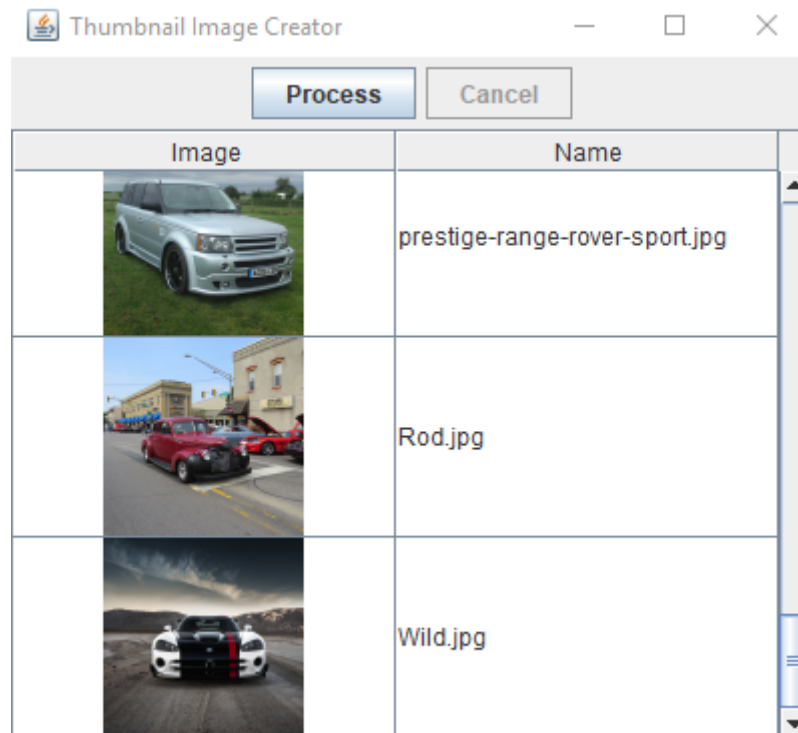 Thumbnail Image Creator
Process Cancel
Image Name
prestige-range-rover-sport.jpg
Rod.jpg
Wild.jpg